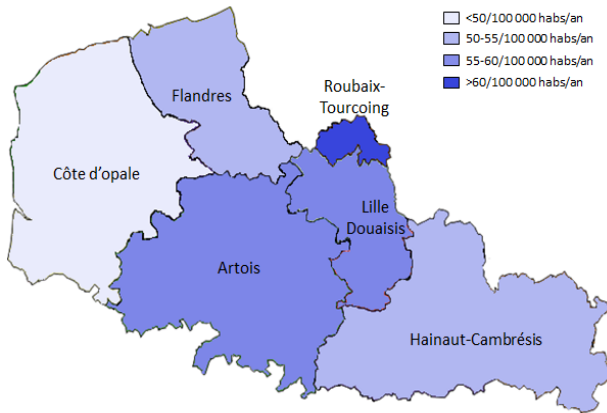 <50/100 000 habs/an
50-55/100 000 habs/an
55-60/100 000 habs/an
>60/100 000 habs/an
Roubaix-
Tourcoing
Flandres
Côte d'opale
Lille
Douaisis
Artois
Hainaut-Cambrésis